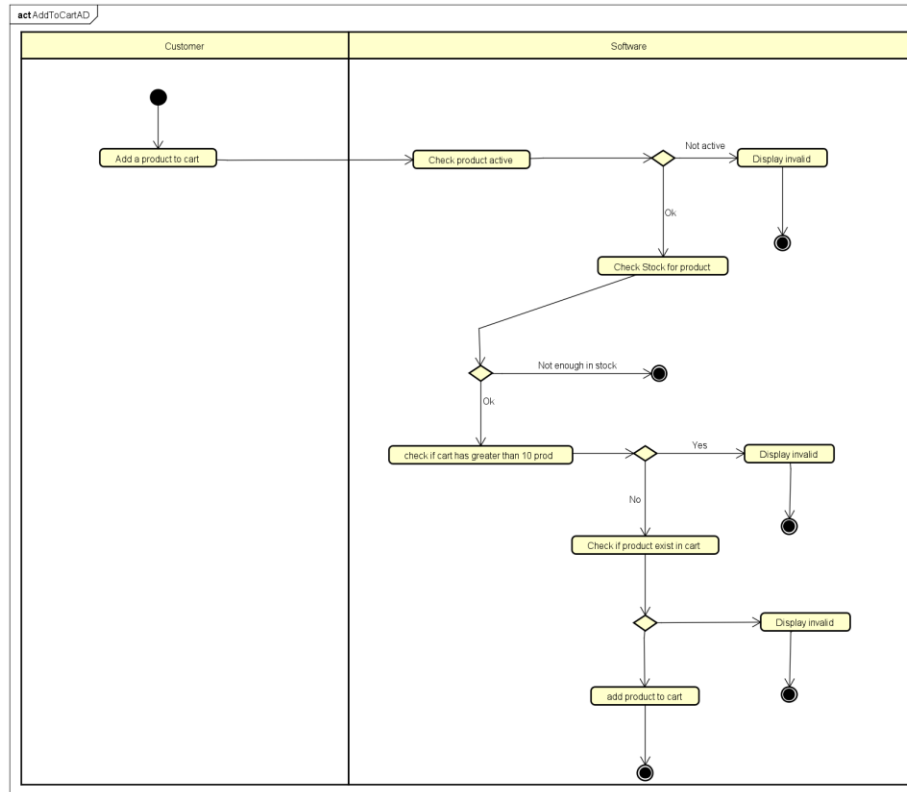 act AddToCartAD
Customer
Software
Add a product to cart
Check product active
Not active
Display invalid
Ok
Check Stock for product
Not enough in stock
Ok
check if cart has greater than 10 prod
Yes
Display invalid
No
Check if product exist in cart
Display invalid
add product to cart